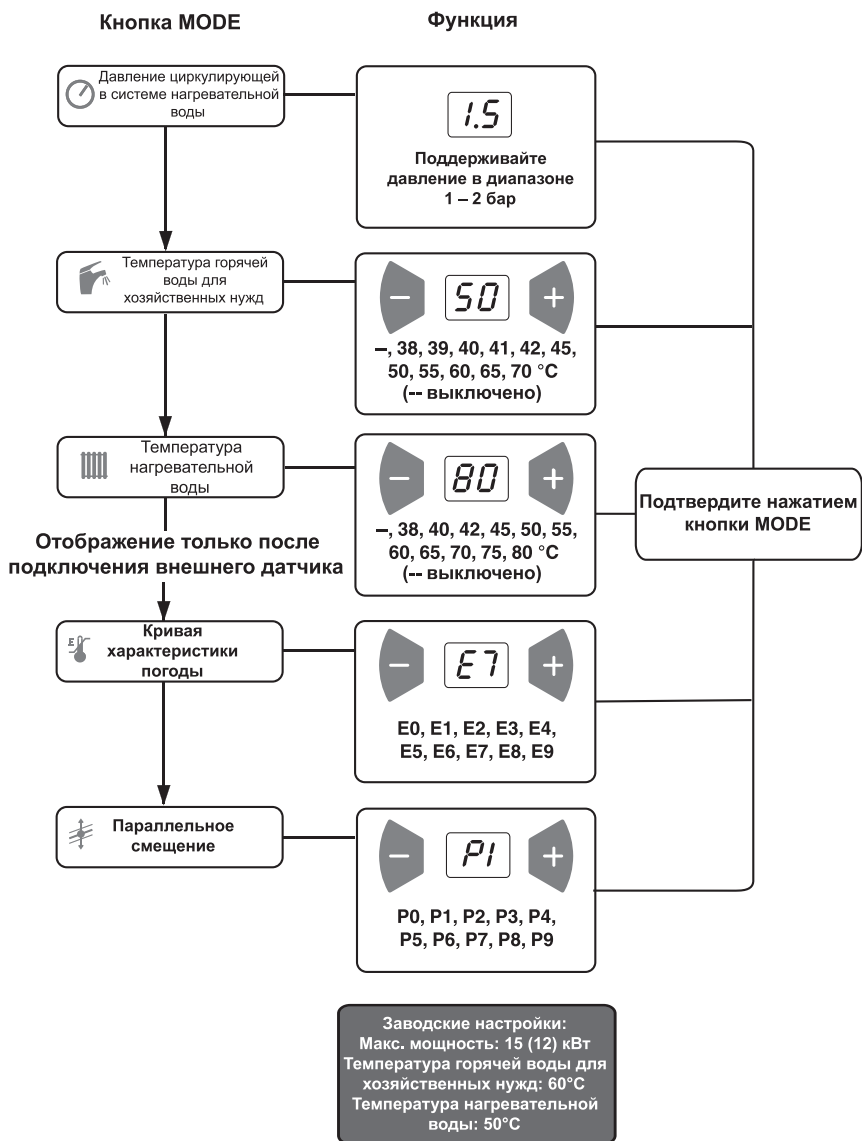 Кнопка MODE
Функция
Давление циркулирующей
в системе нагревательной
воды
1.5
Поддерживайте
давление в диапазоне
1 – 2 бар
Температура горячей
воды для
хозяйственных нужд
–
50
+
–, 38, 39, 40, 41, 42, 45,
50, 55, 60, 65, 70 °C
(-- выключено)
Температура
нагревательной
воды
–
80
+
–, 38, 40, 42, 45, 50, 55,
60, 65, 70, 75, 80 °C
(-- выключено)
Подтвердите нажатием
кнопки MODE
Отображение только после
подключения внешнего датчика
E
Кривая
характеристики
погоды
–
E7
+
E0, E1, E2, E3, E4,
E5, E6, E7, E8, E9
Параллельное
смещение
–
P1
+
P0, P1, P2, P3, P4,
P5, P6, P7, P8, P9
Заводские настройки:
Макс. мощность: 15 (12) кВт
Температура горячей воды для
хозяйственных нужд: 60°C
Температура нагревательной
воды: 50°C